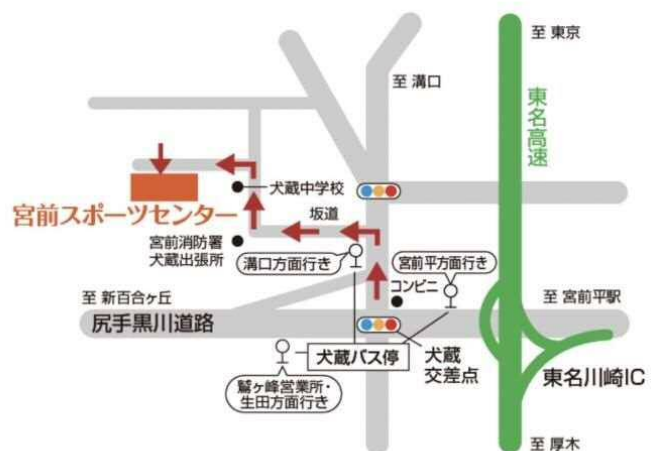 至 東京
至 溝口
東名高速
犬蔵中学校
宮前スポーツセンター
坂道
宮前消防署
犬蔵出張所
溝口方面行き
宮前平方面行き
コンビニ
至 新百合ヶ丘
至 宮前平駅
尻手黒川道路
犬蔵バス停
犬蔵
交差点
東名川崎IC
鷲ヶ峰営業所・
生田方面行き
至 厚木